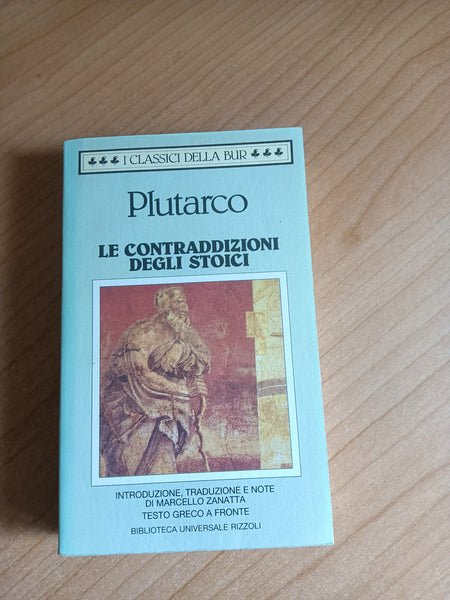 I CLASSICI DELLA BUR
Plutarco
LE CONTRADDIZIONI
DEGLI STOICI
INTRODUZIONE, TRADUZIONE E NOTE
DI MARCELLO ZANATTA
TESTO GRECO A FRONTE
BIBLIOTECA UNIVERSALE RIZZOLI